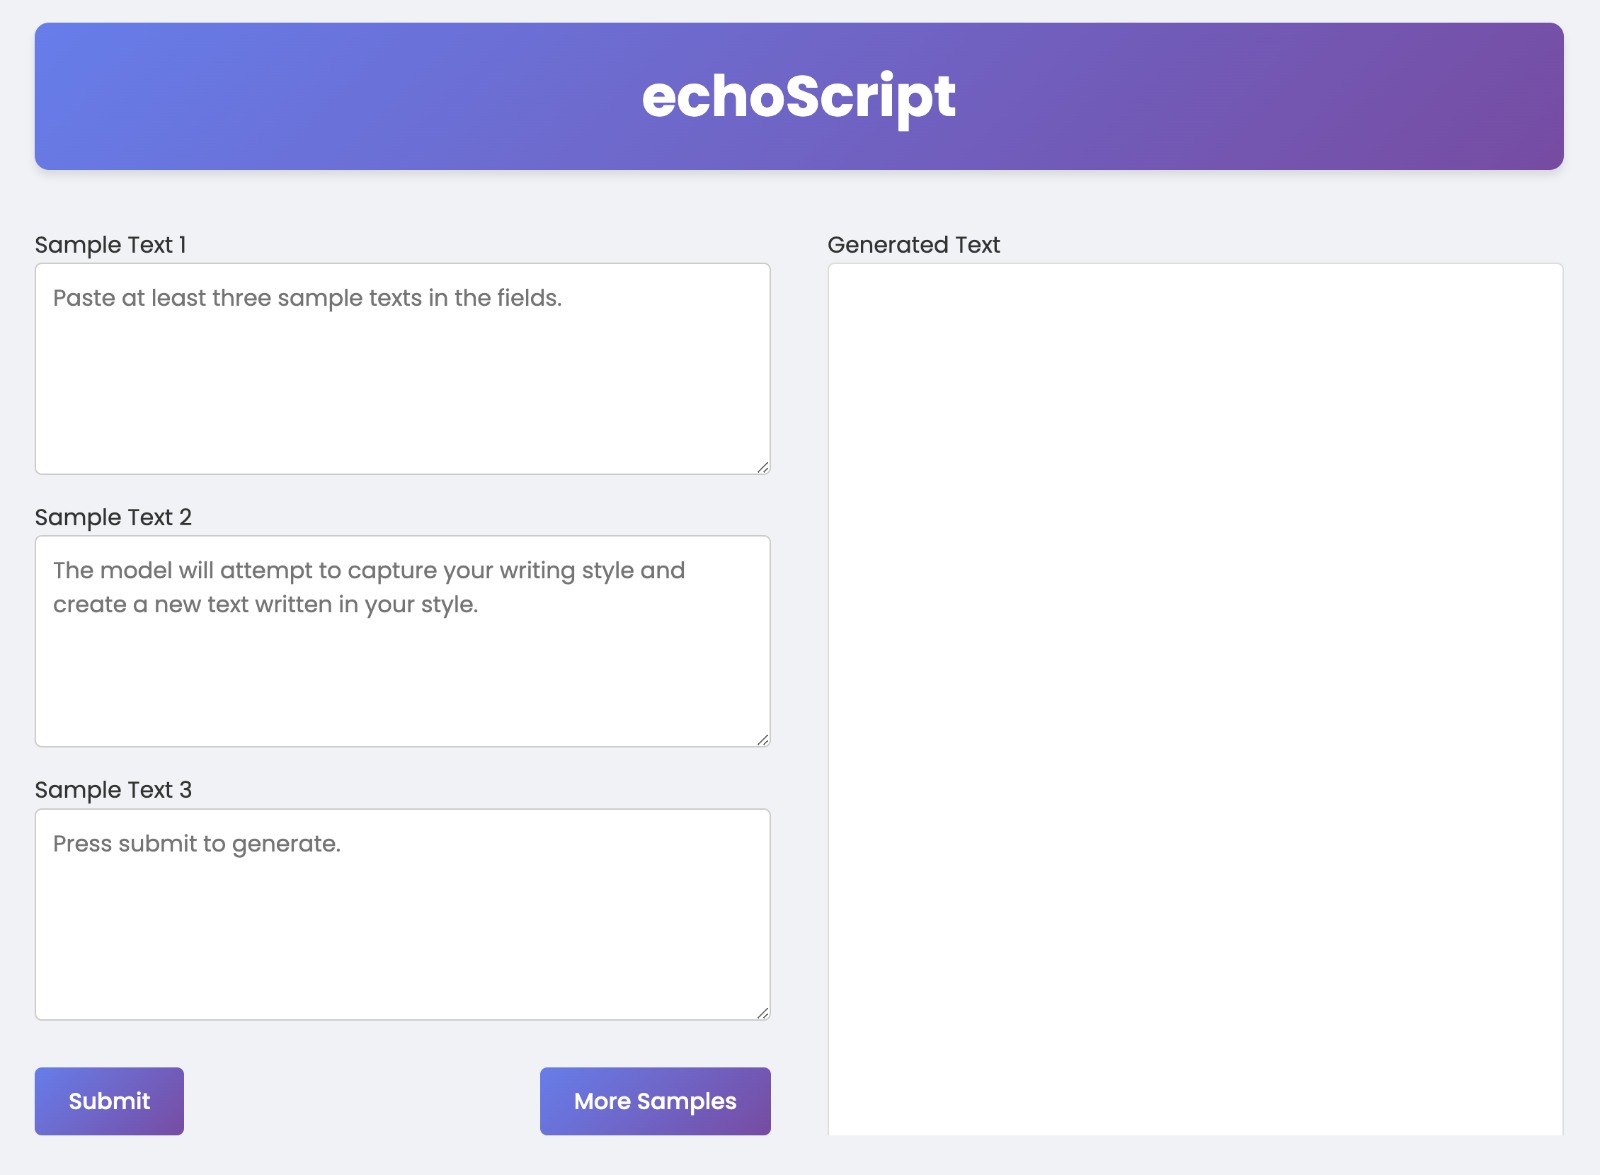 echoScript
Sample Text 1
Paste at least three sample texts in the fields.
Sample Text 2
The model will attempt to capture your writing style and
create a new text written in your style.
Sample Text 3
Press submit to generate.
Submit
More Samples
Generated Text